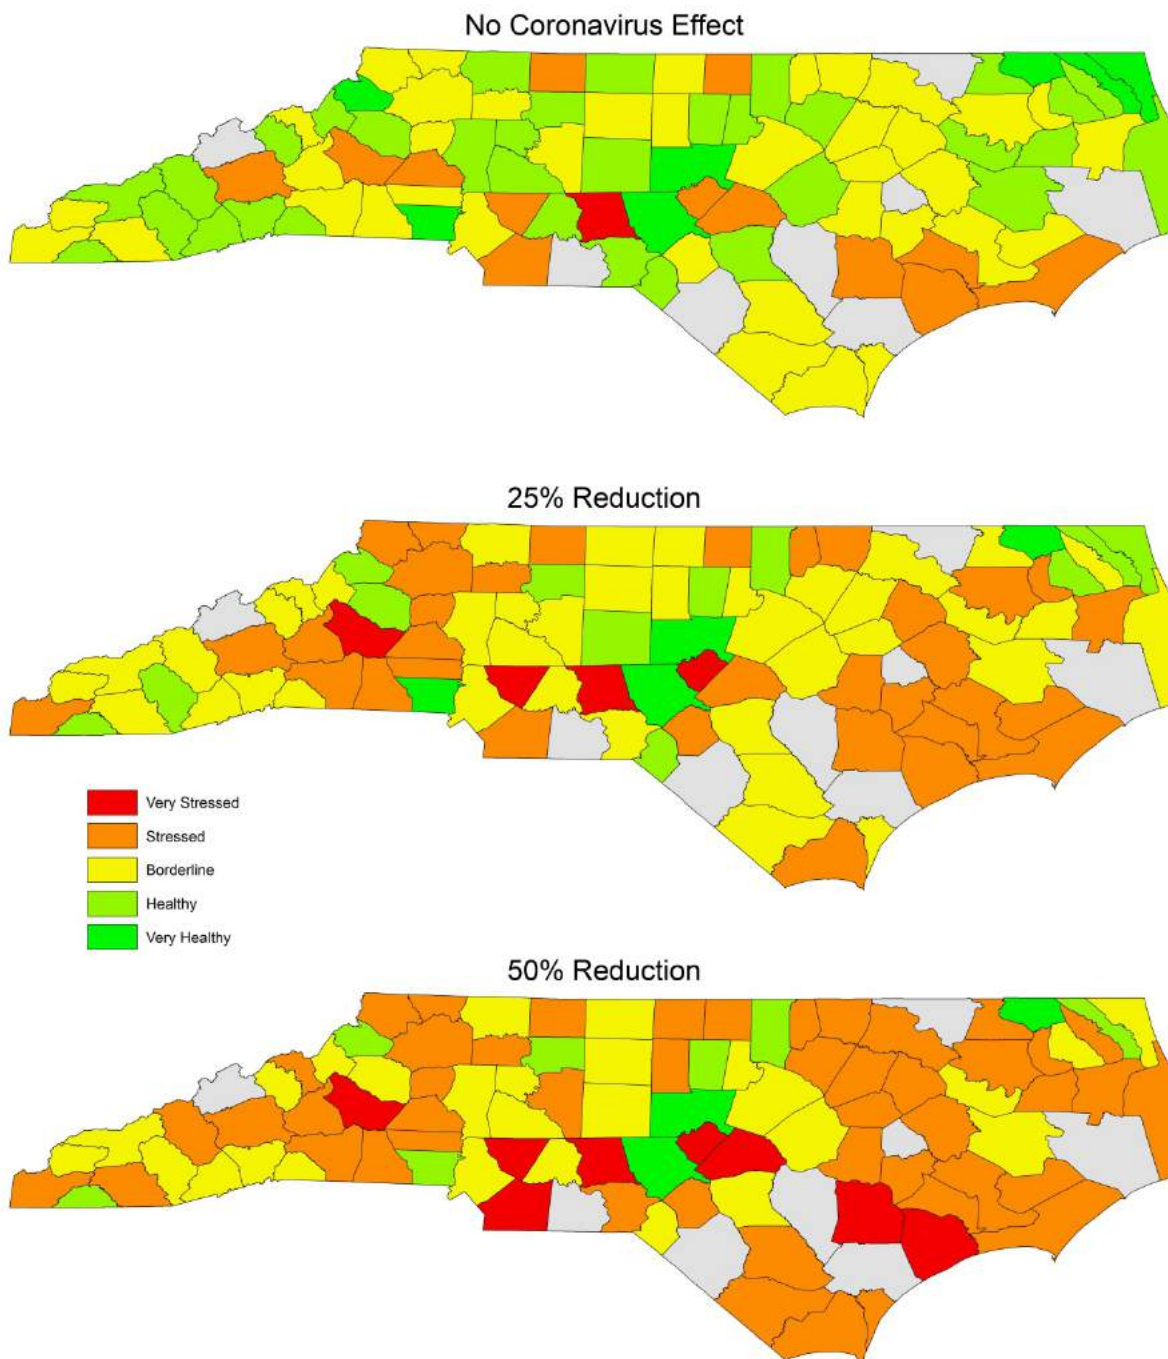 No Coronavirus Effect
25% Reduction
Very Stressed
Stressed
Borderline
Healthy
Very Healthy
50% Reduction